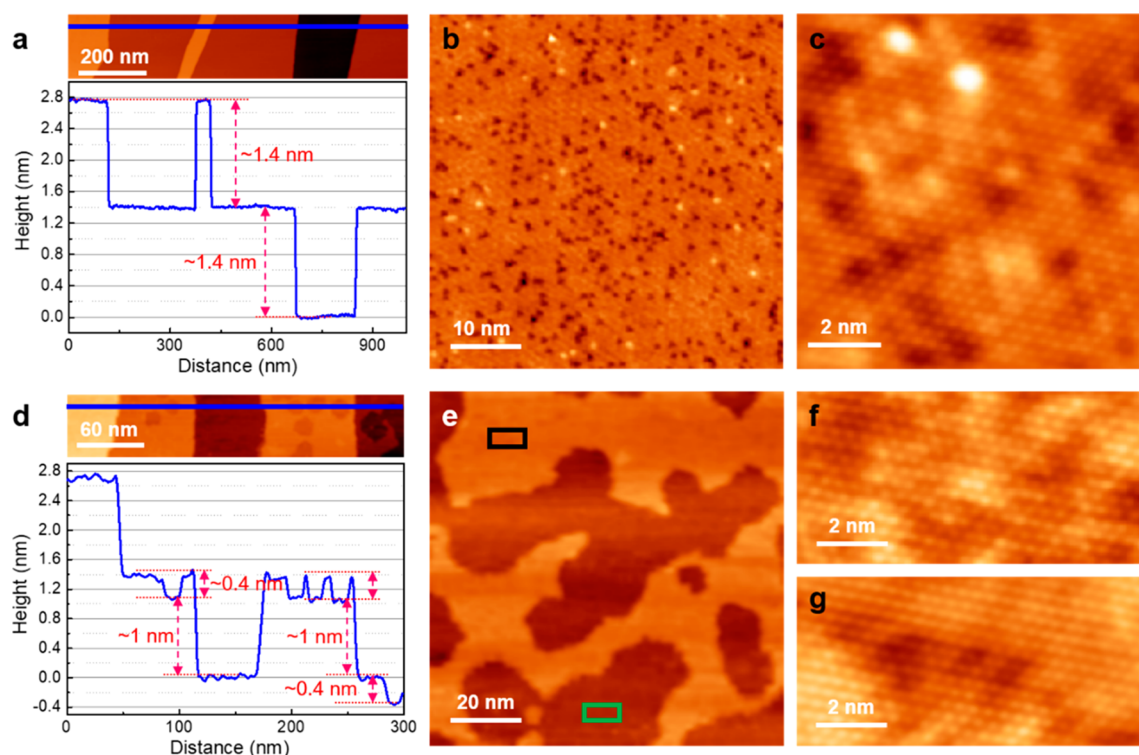 a
200 nm
2.8
2.4
2.0
1.6
1.2
0.8
0.4
0.0
Height (nm)
~1.4 nm
~1.4 nm
0 300 600 900
Distance (nm)
b
10 nm
c
2 nm
d
60 nm
2.8
2.4
2.0
1.6
1.2
0.8
0.4
0.0
-0.4
Height (nm)
~0.4 nm
~1 nm
~1 nm
~0.4 nm
0 100 200 300
Distance (nm)
e
20 nm
f
2 nm
g
2 nm